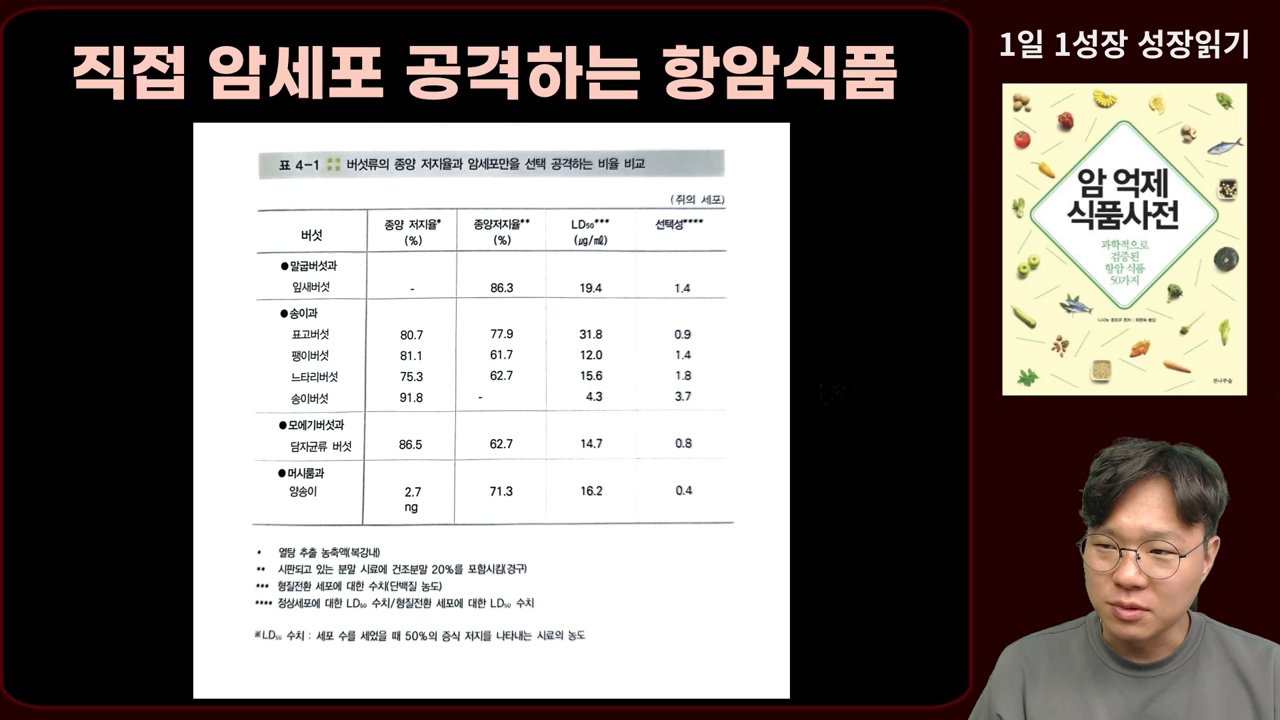 직접 암세포 공격하는 항암식품
1일 1성장 성장읽기
표 4-1 버섯류의 종양 저지율과 암세포만을 선택 공격하는 비율 비교
(쥐의 세포)
버섯 종양 저지율* (%) 종양저지율** (%) LD₅₀*** (μg/㎖) 선택성****
●말굽버섯과
잎새버섯 - 86.3 19.4 1.4
●송이과
표고버섯 80.7 77.9 31.8 0.9
팽이버섯 81.1 61.7 12.0 1.4
느타리버섯 75.3 62.7 15.6 1.8
송이버섯 91.8 - 4.3 3.7
●모에기버섯과
담자균류 버섯 86.5 62.7 14.7 0.8
●머시룸과
양송이 2.7 ng 71.3 16.2 0.4
* 열탕 추출 농축액(복강내)
** 시판되고 있는 분말 시료에 건조분말 20%를 포함시킴(경구)
*** 형질전환 세포에 대한 수치(단백질 농도)
**** 정상세포에 대한 LD₅₀ 수치/형질전환 세포에 대한 LD₅₀ 수치
※LD₅₀ 수치 : 세포 수를 세었을 때 50%의 증식 저지를 나타내는 시료의 농도
암 억제
식품사전
과학적으로
검증된
항암 식품
50가지
전나무숲